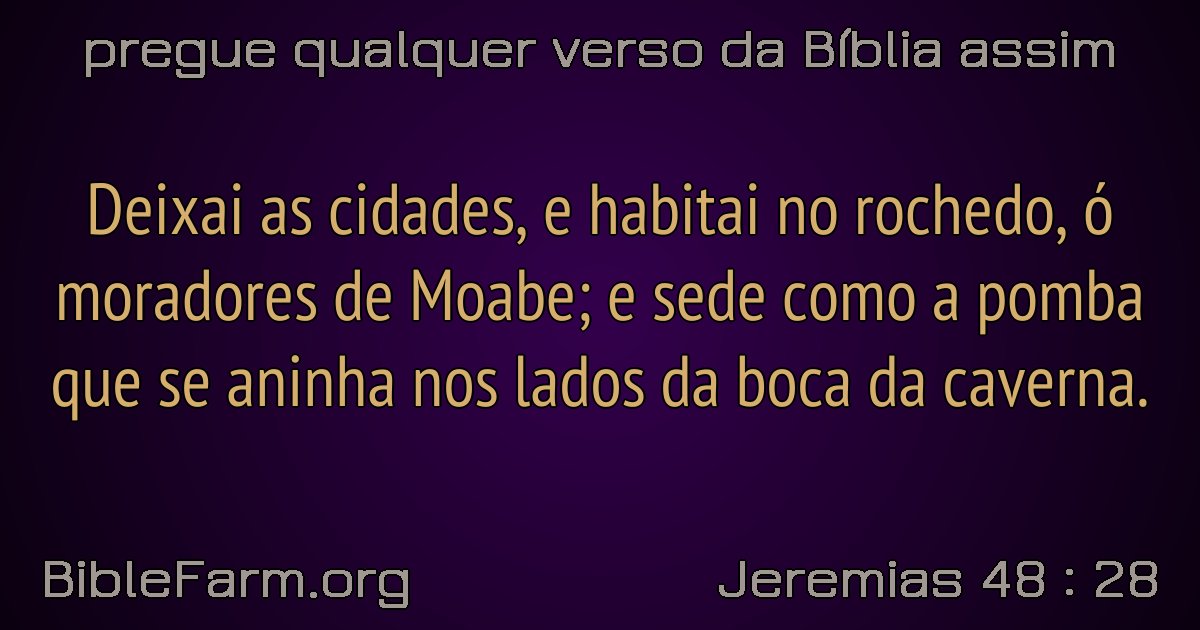 pregue qualquer verso da Bíblia assim
Deixai as cidades, e habitai no rochedo, ó
moradores de Moabe; e sede como a pomba
que se aninha nos lados da boca da caverna.
BibleFarm.org
Jeremias 48 : 28